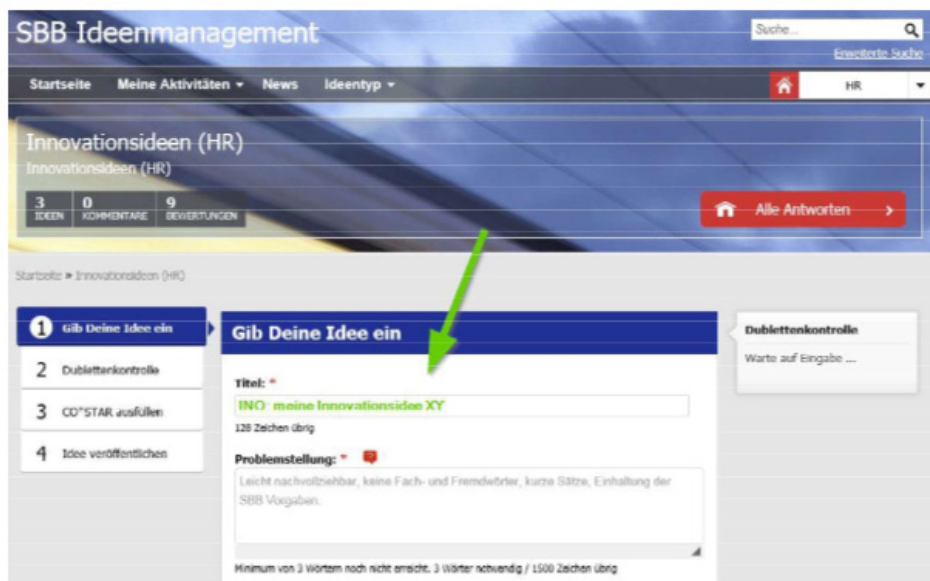 SBB Ideenmanagement
Suche...
Erweiterte Suche
Startseite Meine Aktivitäten News Ideentyp
HR
Innovationsideen (HR)
Innovationsideen (HR)
3 0 9
IDEEN KOMMENTARE BEWERTUNGEN
Alle Antworten
Startseite » Innovationsideen (HR)
1 Gib Deine Idee ein
2 Dublettenkontrolle
3 CO*STAR ausfüllen
4 Idee veröffentlichen
Gib Deine Idee ein
Titel: *
INO: meine Innovationsidee XY
128 Zeichen übrig
Problemstellung: * ?
Leicht nachvollziehbar, keine Fach- und Fremdwörter, kurze Sätze, Einhaltung der
SBB Vorgaben.
Minimum von 3 Wörtern noch nicht erreicht. 3 Wörter notwendig / 1500 Zeichen übrig
Dublettenkontrolle
Warte auf Eingabe ...